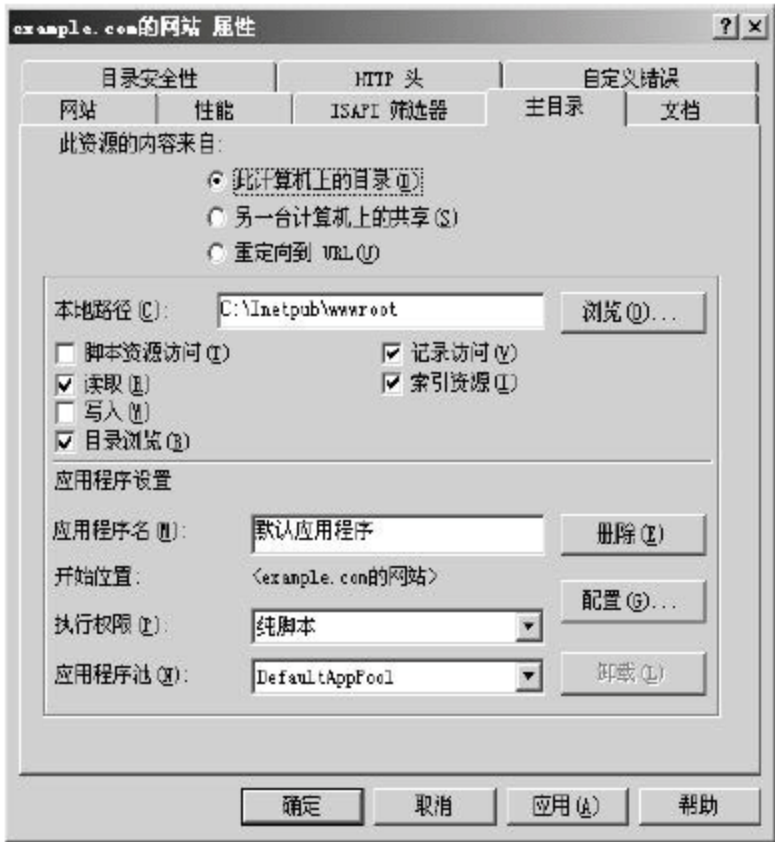 example.com的网站 属性
目录安全性 HTTP 头 自定义错误
网站 性能 ISAPI 筛选器 主目录 文档
此资源的内容来自:
此计算机上的目录(D)
另一台计算机上的共享(S)
重定向到 URL(U)
本地路径(C): C:\Inetpub\wwwroot 浏览(O)...
脚本资源访问(T) 记录访问(V)
读取(R) 索引资源(I)
写入(W)
目录浏览(B)
应用程序设置
应用程序名(M): 默认应用程序 删除(E)
开始位置: <example.com的网站>
配置(G)...
执行权限(P): 纯脚本
应用程序池(N): DefaultAppPool 卸载(L)
确定 取消 应用(A) 帮助